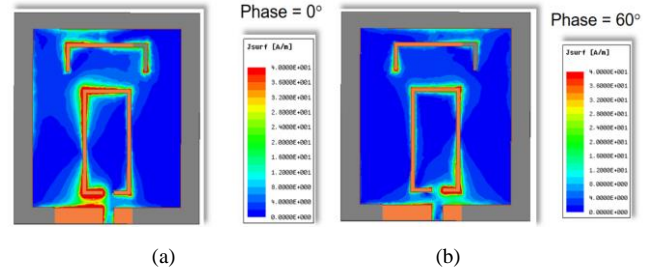 Phase = 0°
Jsurf [A/m]
4.0000E+001
3.6000E+001
3.2000E+001
2.8000E+001
2.4000E+001
2.0000E+001
1.6000E+001
1.2000E+001
8.0000E+000
4.0000E+000
0.0000E+000
(a)
Phase = 60°
Jsurf [A/m]
4.0000E+001
3.6000E+001
3.2000E+001
2.8000E+001
2.4000E+001
2.0000E+001
1.6000E+001
1.2000E+001
8.0000E+000
4.0000E+000
0.0000E+000
(b)